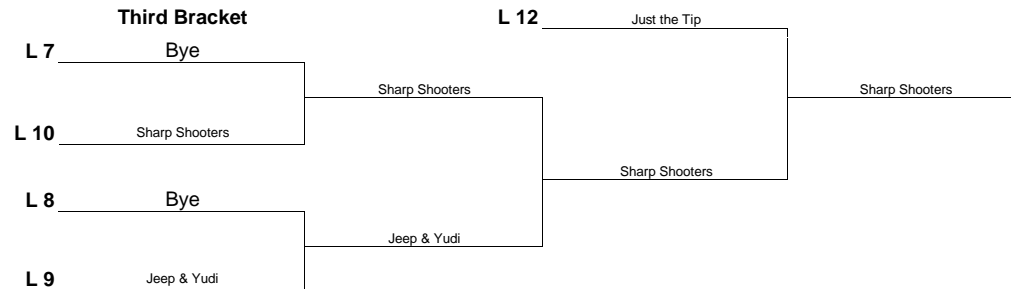 Third Bracket
L 12 Just the Tip
L 7 Bye
Sharp Shooters
Sharp Shooters
L 10 Sharp Shooters
Sharp Shooters
L 8 Bye
Jeep & Yudi
L 9 Jeep & Yudi